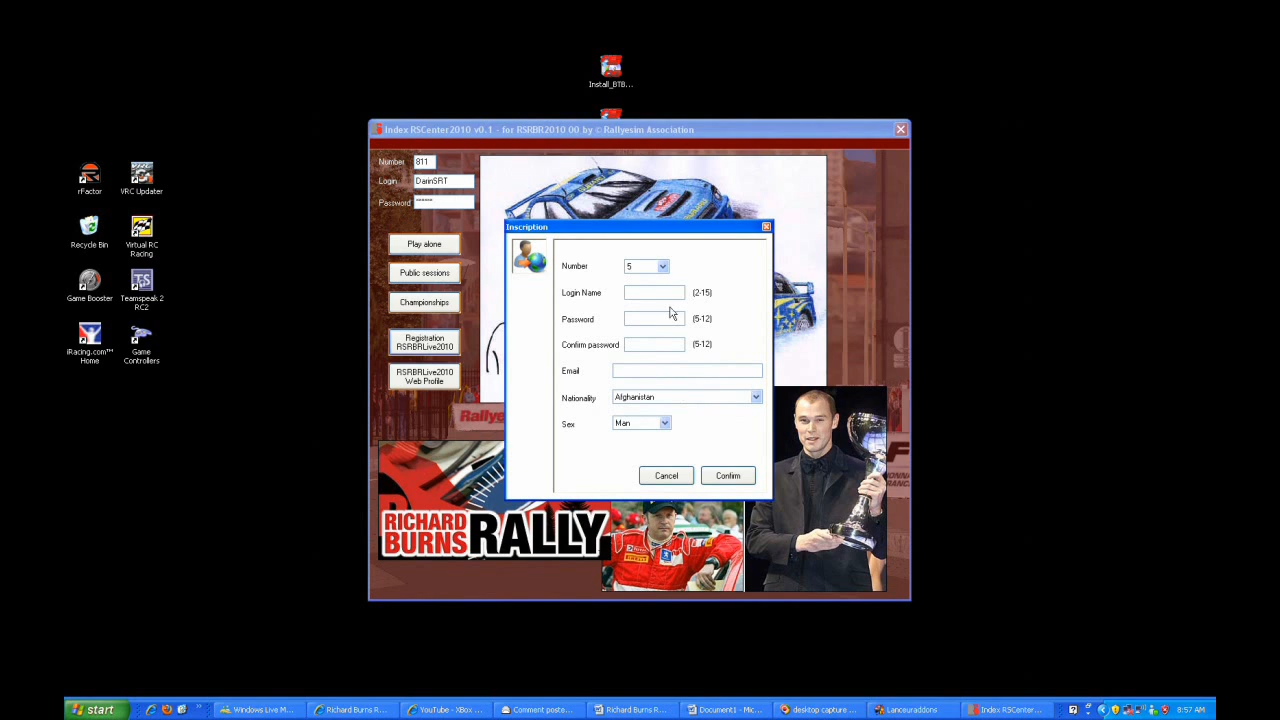 Install_BTB...
Index RSCenter2010 v0.1 - for RSRBR2010 00 by © Rallyesim Association
Number 811
Login DarinSRT
Password *******
Play alone
Public sessions
Championships
Registration
RSRBRLive2010
RSRBRLive2010
Web Profile
Inscription
Number 5
Login Name (2-15)
Password (5-12)
Confirm password (5-12)
Email
Nationality Afghanistan
Sex Man
Cancel Confirm
Rallye
RICHARD
BURNS
RALLY
rFactor
VRC Updater
Recycle Bin
Virtual RC
Racing
Game Booster
Teamspeak 2
RC2
iRacing.com™
Home
Game
Controllers
start
Windows Live M...
Richard Burns R...
YouTube - XBox ...
Comment poste...
Richard Burns R...
Document1 - Mic...
desktop capture ...
Lanceuraddons
Index RSCenter...
8:57 AM